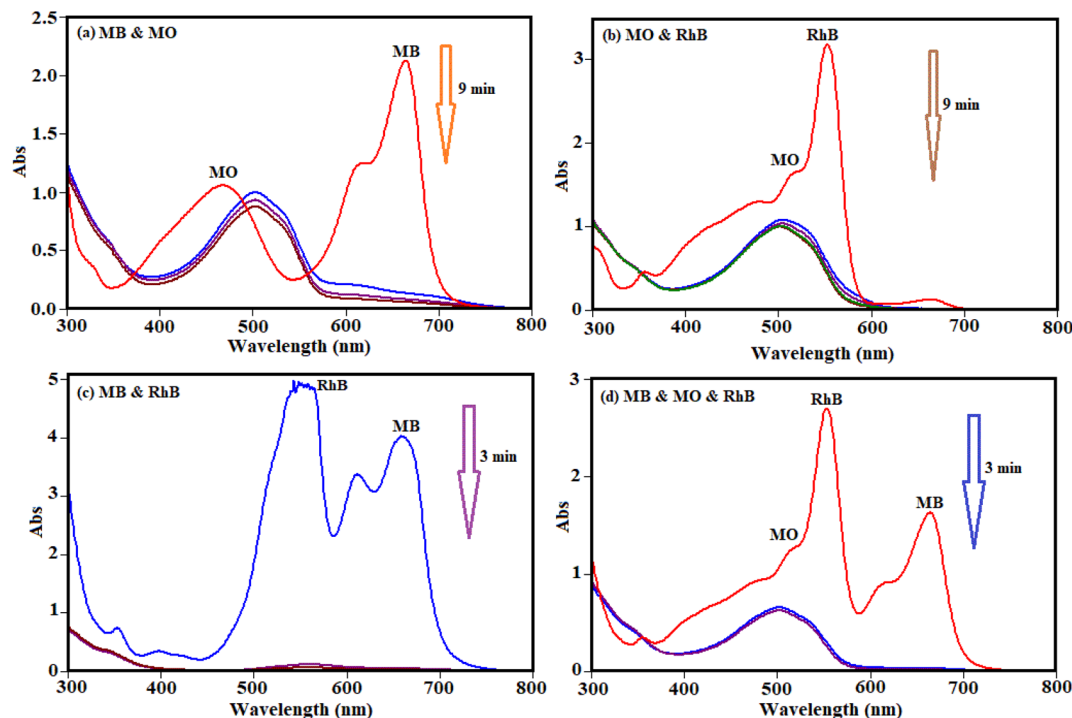 (a) MB & MO
MB
MO
9 min
2.5
2.0
1.5
1.0
0.5
0.0
Abs
300 400 500 600 700 800
Wavelength (nm)
(b) MO & RhB
RhB
MO
9 min
3
2
1
0
Abs
300 400 500 600 700 800
Wavelength (nm)
(c) MB & RhB
RhB
MB
3 min
5
4
3
2
1
0
Abs
300 400 500 600 700 800
Wavelength (nm)
(d) MB & MO & RhB
RhB
MO
MB
3 min
3
2
1
0
Abs
300 400 500 600 700 800
Wavelength (nm)